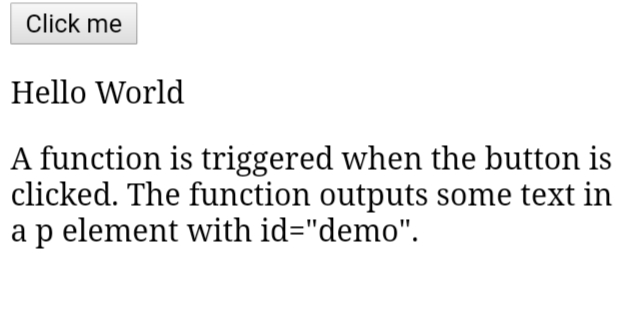 Click me
Hello World
A function is triggered when the button is
clicked. The function outputs some text in
a p element with id="demo".